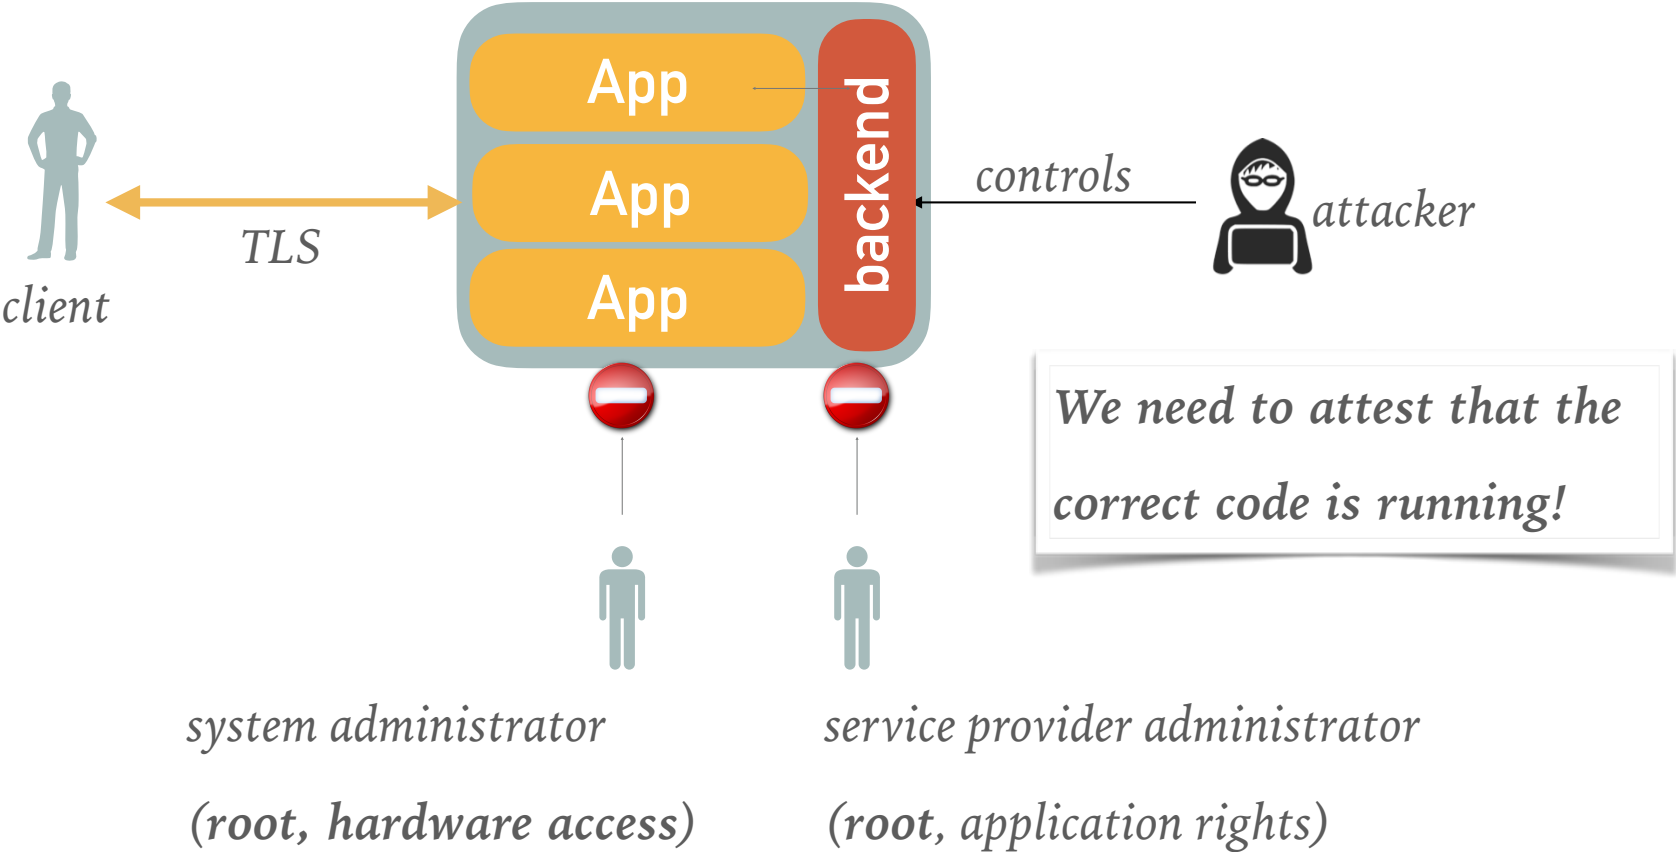 App
App
App
backend
controls
attacker
TLS
client
We need to attest that the
correct code is running!
system administrator
(root, hardware access)
service provider administrator
(root, application rights)